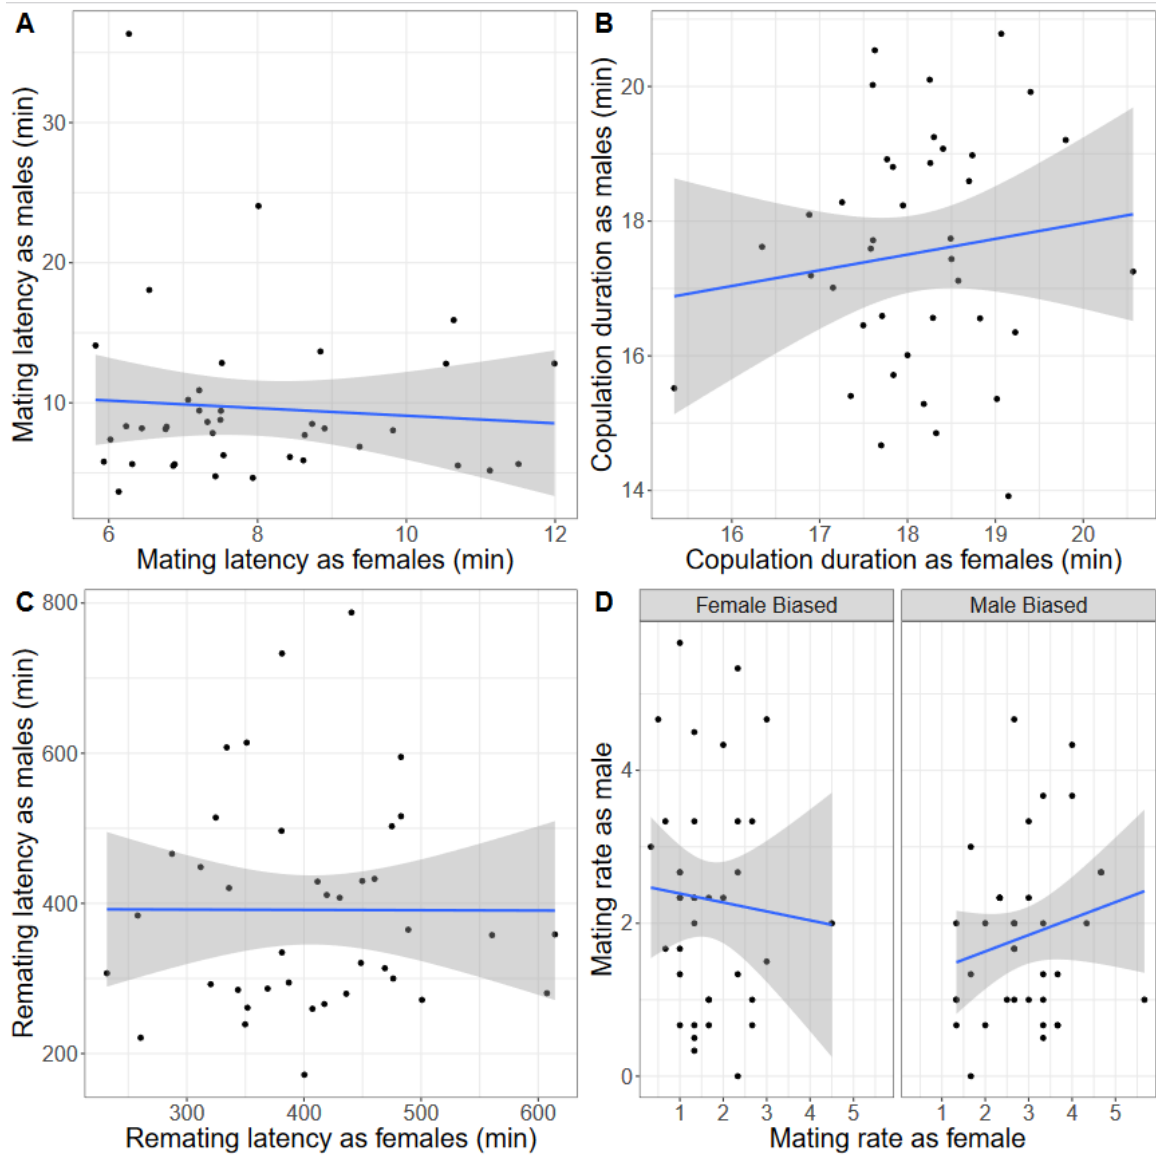 A
Mating latency as males (min)
30
20
10
6 8 10 12
Mating latency as females (min)
B
Copulation duration as males (min)
20
18
16
14
16 17 18 19 20
Copulation duration as females (min)
C
Remating latency as males (min)
800
600
400
200
300 400 500 600
Remating latency as females (min)
D
Female Biased Male Biased
Mating rate as male
4
2
0
1 2 3 4 5 1 2 3 4 5
Mating rate as female